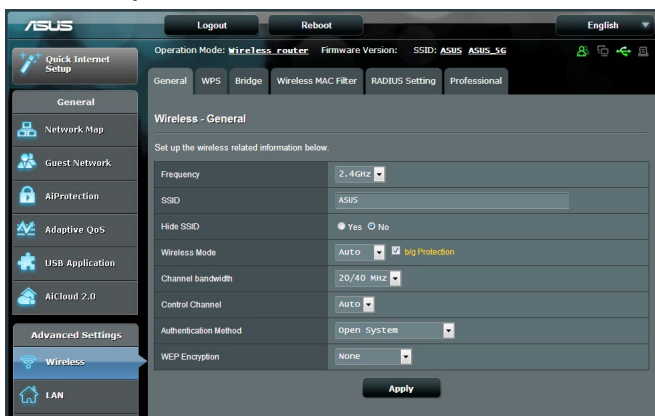 ASUS Logout Reboot English
Quick Internet Setup
Operation Mode: Wireless router Firmware Version: SSID: ASUS ASUS_5G
General WPS Bridge Wireless MAC Filter RADIUS Setting Professional
General
Network Map
Guest Network
AiProtection
Adaptive QoS
USB Application
AiCloud 2.0
Advanced Settings
Wireless
LAN
Wireless - General
Set up the wireless related information below.
Frequency 2.4GHz
SSID ASUS
Hide SSID Yes No
Wireless Mode Auto b/g Protection
Channel bandwidth 20/40 MHz
Control Channel Auto
Authentication Method Open System
WEP Encryption None
Apply